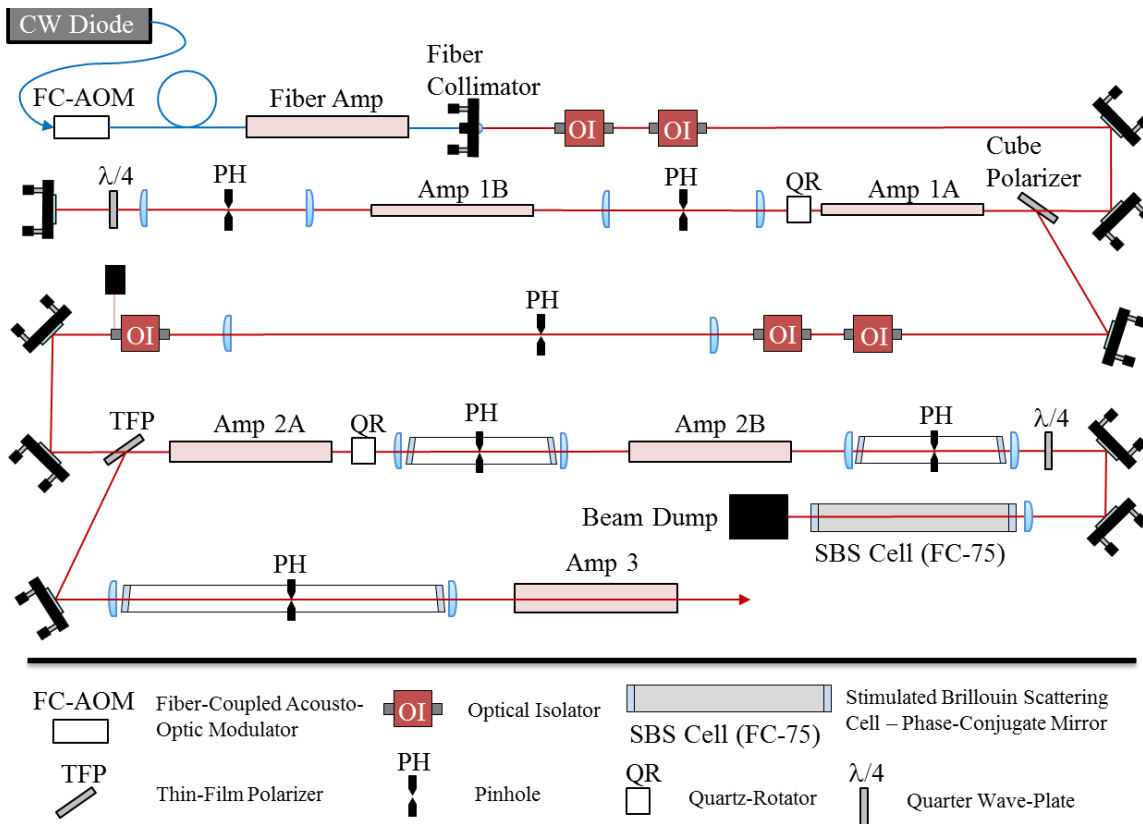 CW Diode
FC-AOM
Fiber Amp
Fiber
Collimator
OI
OI
Cube
Polarizer
λ/4
PH
Amp 1B
PH
QR
Amp 1A
OI
PH
OI
OI
TFP
Amp 2A
QR
PH
Amp 2B
PH
λ/4
Beam Dump
SBS Cell (FC-75)
PH
Amp 3
FC-AOM
Fiber-Coupled Acousto-
Optic Modulator
OI
Optical Isolator
SBS Cell (FC-75)
Stimulated Brillouin Scattering
Cell – Phase-Conjugate Mirror
TFP
Thin-Film Polarizer
PH
Pinhole
QR
Quartz-Rotator
λ/4
Quarter Wave-Plate